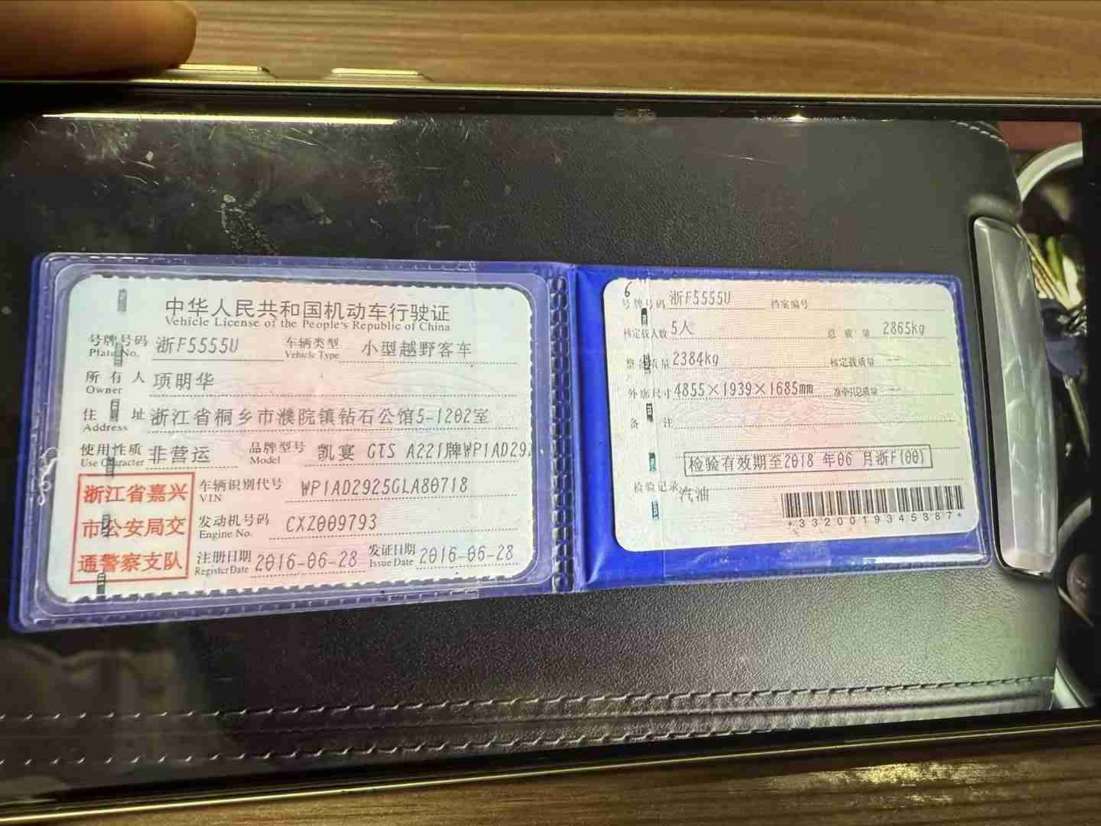 中华人民共和国机动车行驶证
Vehicle License of the People's Republic of China
号牌号码 浙F5555U 车辆类型 小型越野客车
Plate No. Vehicle Type
所有人 项明华
Owner
住址 浙江省桐乡市濮院镇钻石公馆5-1202室
Address
使用性质 非营运 品牌型号 凯宴 GTS A221牌WP1AD292
Use Character Model
浙江省嘉兴
市公安局交
通警察支队
车辆识别代号 WP1AD2925GLA80718
VIN
发动机号码 CXZ009793
Engine No.
注册日期 2016-06-28 发证日期 2016-06-28
Register Date Issue Date
号牌号码 浙F5555U 档案编号
核定载人数 5人 总质量 2865kg
整备质量 2384kg 核定载质量 --
外廓尺寸 4855×1939×1685mm 准牵引总质量 --
备注
检验有效期至2018 年06 月浙F(00)
检验记录 汽油
*3320019345387*